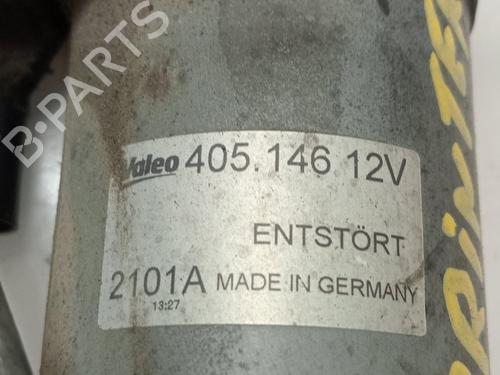 Valeo 405.146 12V
ENTSTÖRT
2101A MADE IN GERMANY
13:27
B-PARTS